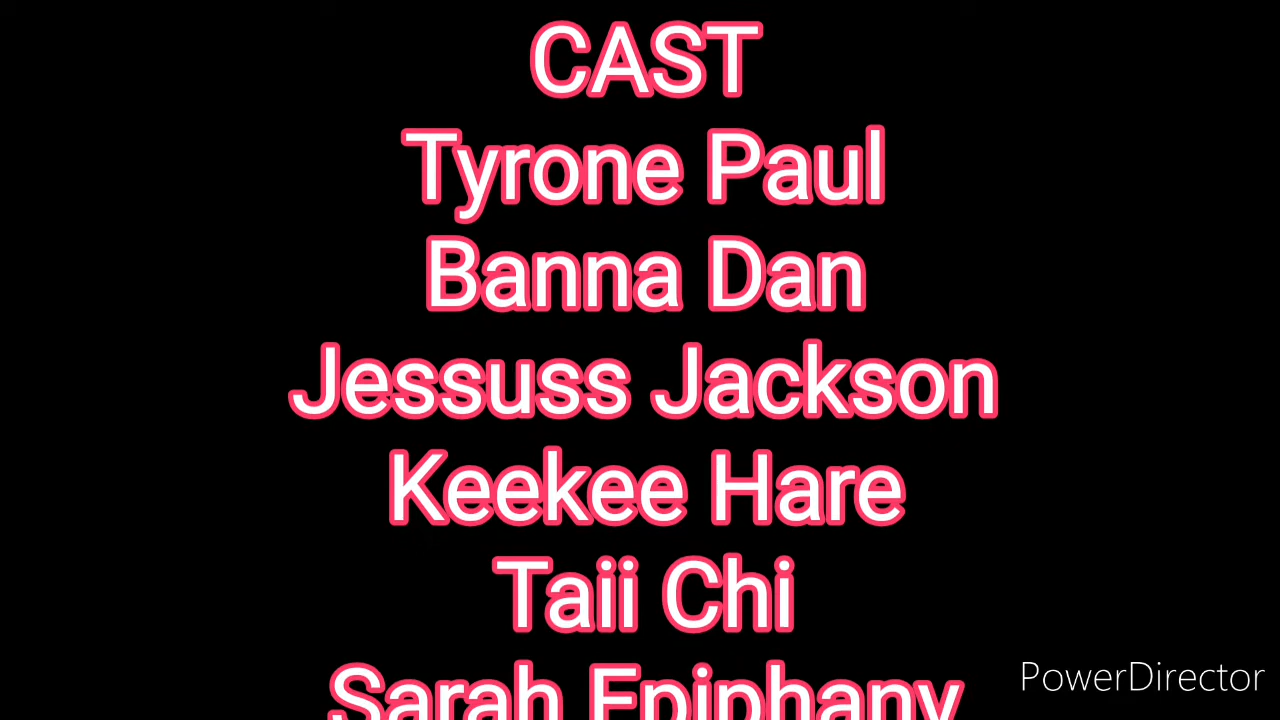 CAST
Tyrone Paul
Banna Dan
Jessuss Jackson
Keekee Hare
Taii Chi
Sarah Epiphany
PowerDirector